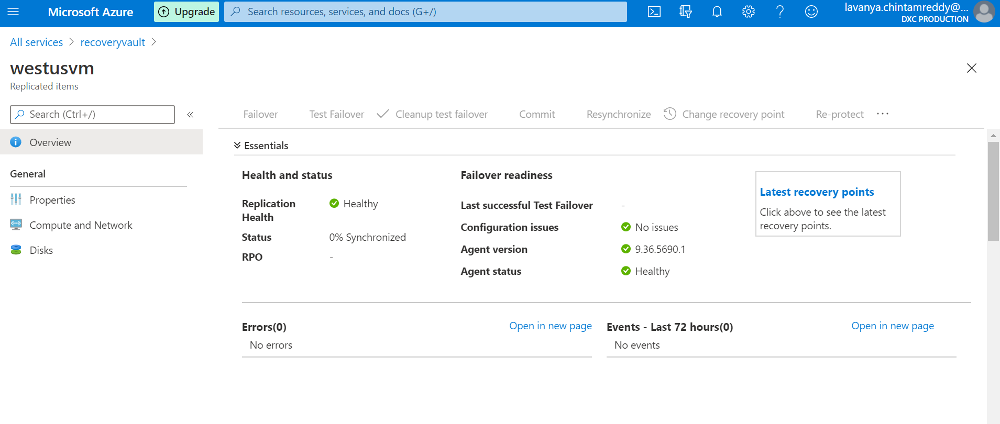 Microsoft Azure
Upgrade
Search resources, services, and docs (G+/)
lavanya.chintamreddy@...
DXC PRODUCTION
All services > recoveryvault >
westusvm
Replicated items
Search (Ctrl+/)
«
Failover
Test Failover
Cleanup test failover
Commit
Resynchronize
Change recovery point
Re-protect
...
Overview
General
Properties
Compute and Network
Disks
Essentials
Health and status
Replication
Health
Healthy
Status
0% Synchronized
RPO
-
Failover readiness
Last successful Test Failover
-
Configuration issues
No issues
Agent version
9.36.5690.1
Agent status
Healthy
Latest recovery points
Click above to see the latest
recovery points.
Errors(0)
Open in new page
No errors
Events - Last 72 hours(0)
Open in new page
No events